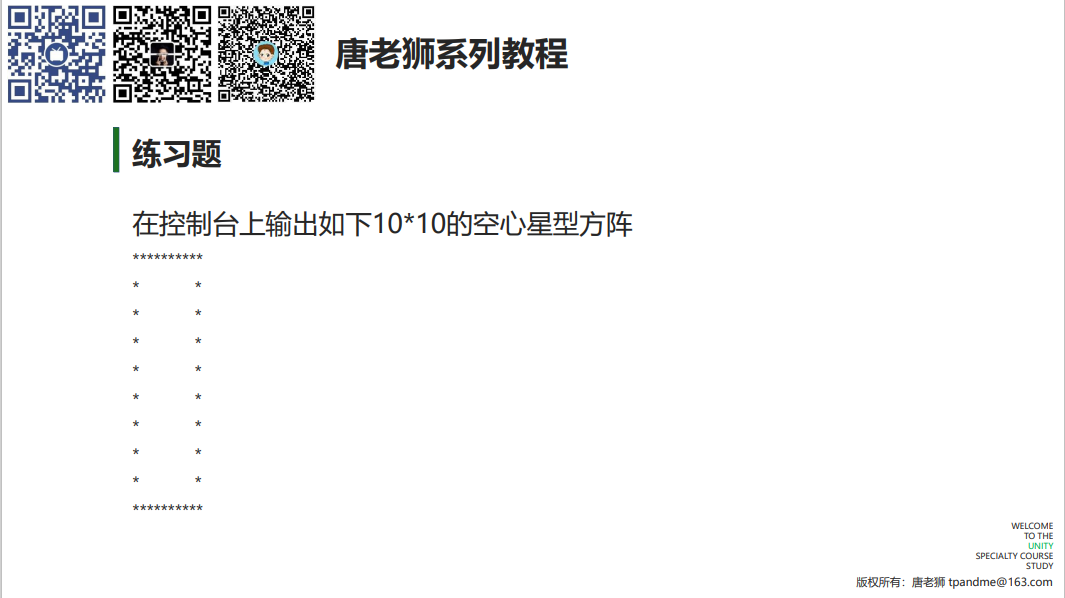 唐老狮系列教程
练习题
在控制台上输出如下10*10的空心星型方阵
**********
*        *
*        *
*        *
*        *
*        *
*        *
*        *
*        *
**********
WELCOME
TO THE
UNITY
SPECIALTY COURSE
STUDY
版权所有：唐老狮 tpandme@163.com